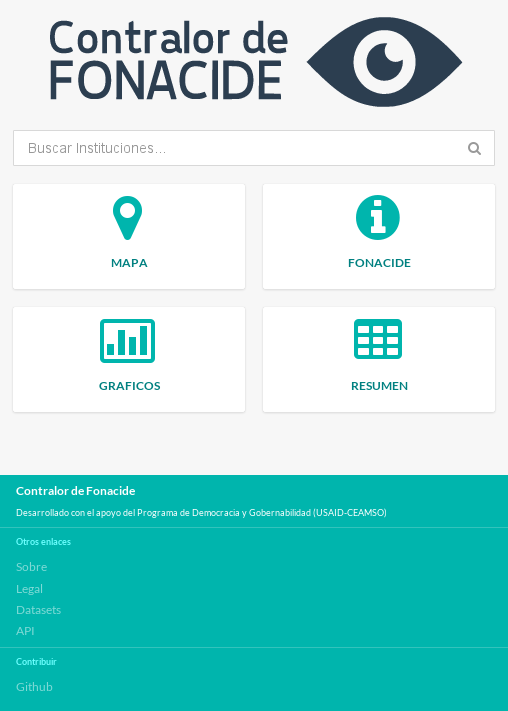 Contralor de
FONACIDE
Buscar Instituciones...
MAPA
FONACIDE
GRAFICOS
RESUMEN
Contralor de Fonacide
Desarrollado con el apoyo del Programa de Democracia y Gobernabilidad (USAID-CEAMSO)
Otros enlaces
Sobre
Legal
Datasets
API
Contribuir
Github